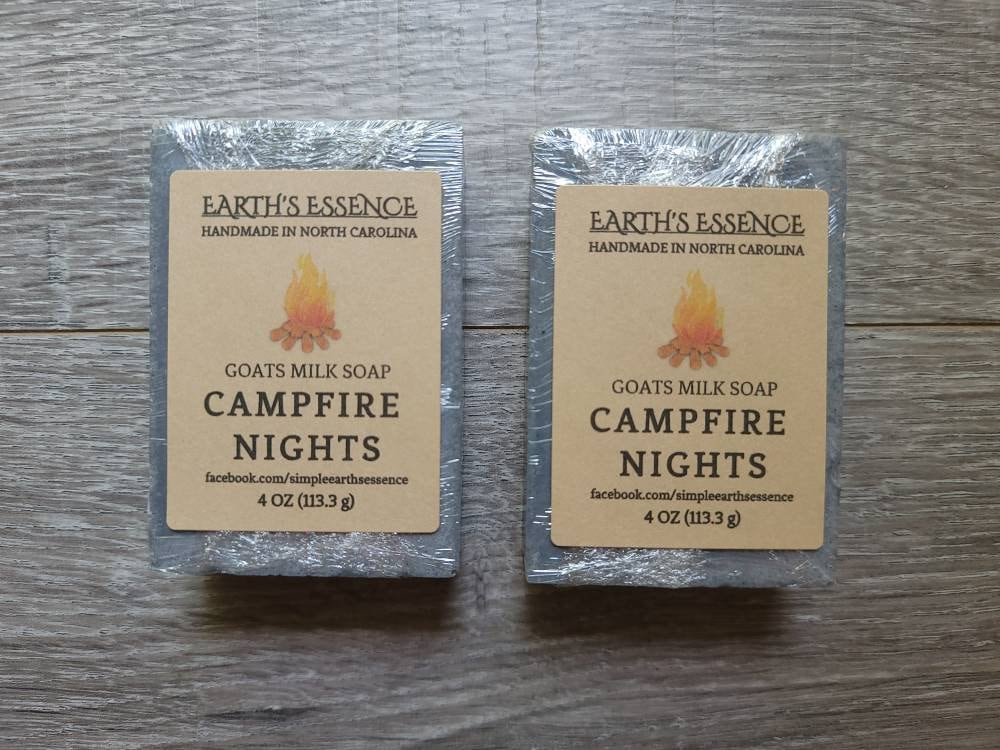 EARTH'S ESSENCE
HANDMADE IN NORTH CAROLINA
GOATS MILK SOAP
CAMPFIRE
NIGHTS
facebook.com/simpleearthsessence
4 OZ (113.3 g)
EARTH'S ESSENCE
HANDMADE IN NORTH CAROLINA
GOATS MILK SOAP
CAMPFIRE
NIGHTS
facebook.com/simpleearthsessence
4 OZ (113.3 g)